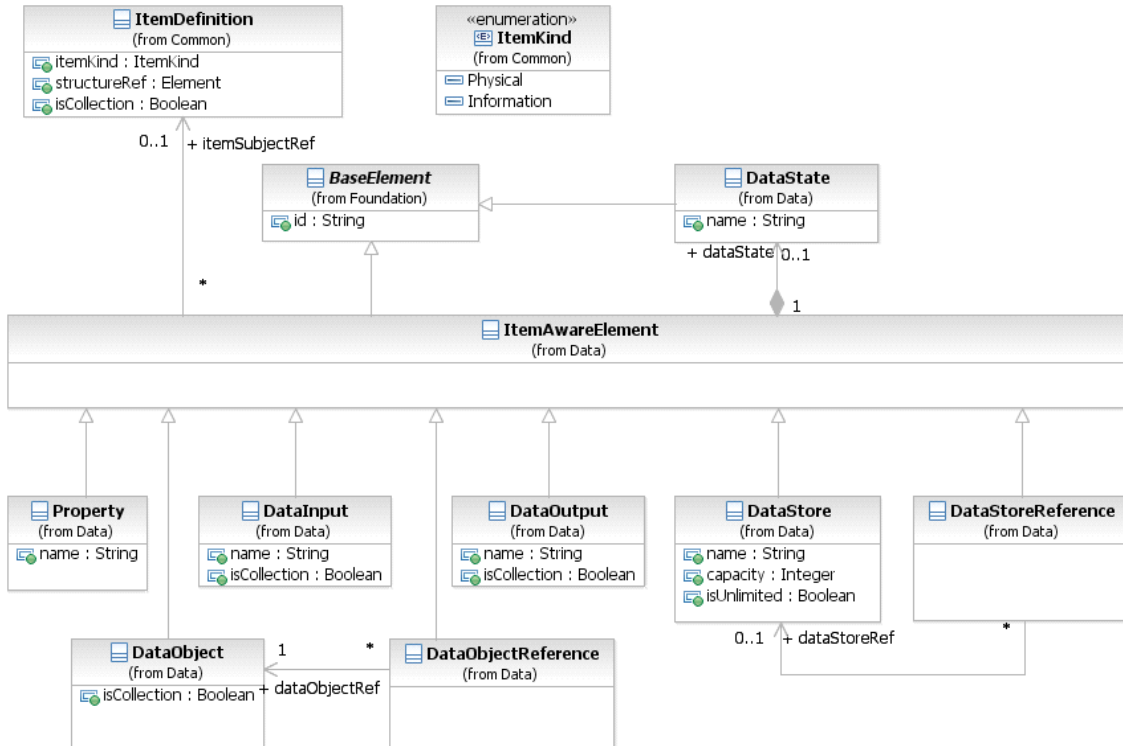 ItemDefinition
(from Common)
itemKind : ItemKind
structureRef : Element
isCollection : Boolean
«enumeration»
ItemKind
(from Common)
Physical
Information
0..1
+ itemSubjectRef
BaseElement
(from Foundation)
id : String
DataState
(from Data)
name : String
+ dataState
0..1
*
1
ItemAwareElement
(from Data)
Property
(from Data)
name : String
DataInput
(from Data)
name : String
isCollection : Boolean
DataOutput
(from Data)
name : String
isCollection : Boolean
DataStore
(from Data)
name : String
capacity : Integer
isUnlimited : Boolean
DataStoreReference
(from Data)
0..1
+ dataStoreRef
*
DataObject
(from Data)
isCollection : Boolean
1
*
+ dataObjectRef
DataObjectReference
(from Data)